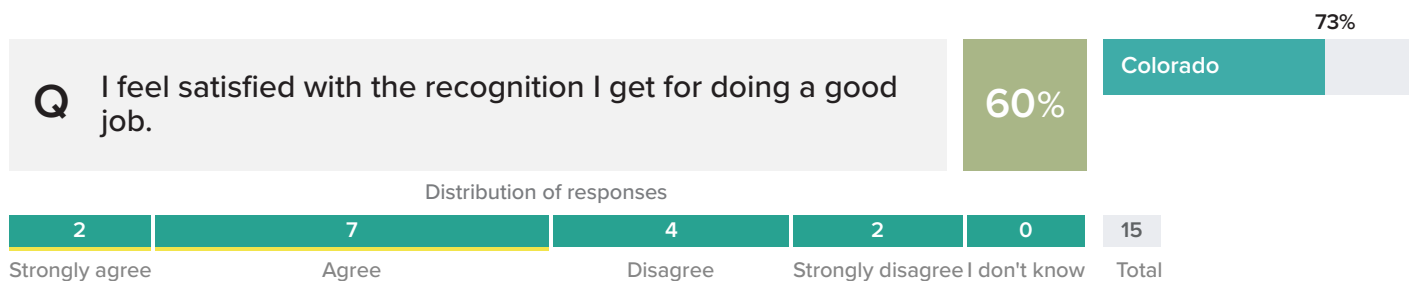 73%
Q
I feel satisfied with the recognition I get for doing a good
job.
60%
Colorado
Distribution of responses
2 7 4 2 0 15
Strongly agree Agree Disagree Strongly disagree I don't know Total